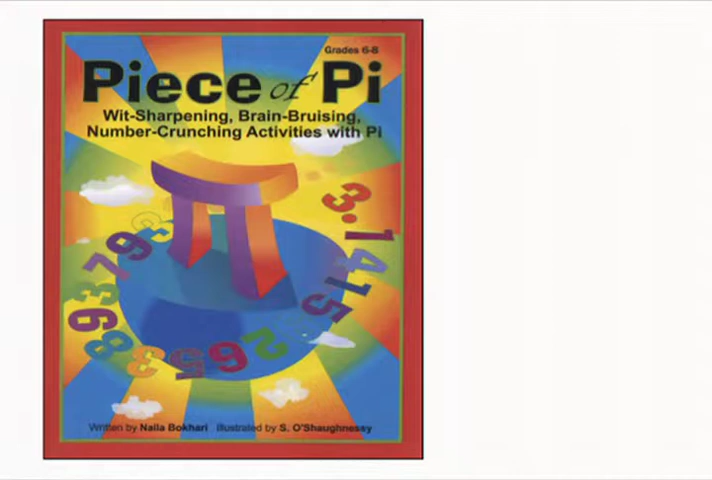 Grades 6-8
Piece of Pi
Wit-Sharpening, Brain-Bruising,
Number-Crunching Activities with Pi
3.1415
Written by Naila Bokhari Illustrated by S. O'Shaughnessy